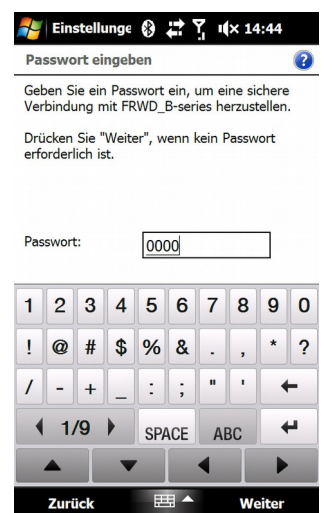 Einstellunge 14:44
Passwort eingeben ?
Geben Sie ein Passwort ein, um eine sichere
Verbindung mit FRWD_B-series herzustellen.
Drücken Sie "Weiter", wenn kein Passwort
erforderlich ist.
Passwort: 0000
1 2 3 4 5 6 7 8 9 0
! @ # $ % & . , * ?
/ - + _ : ; " '
1/9 SPACE ABC
Zurück Weiter